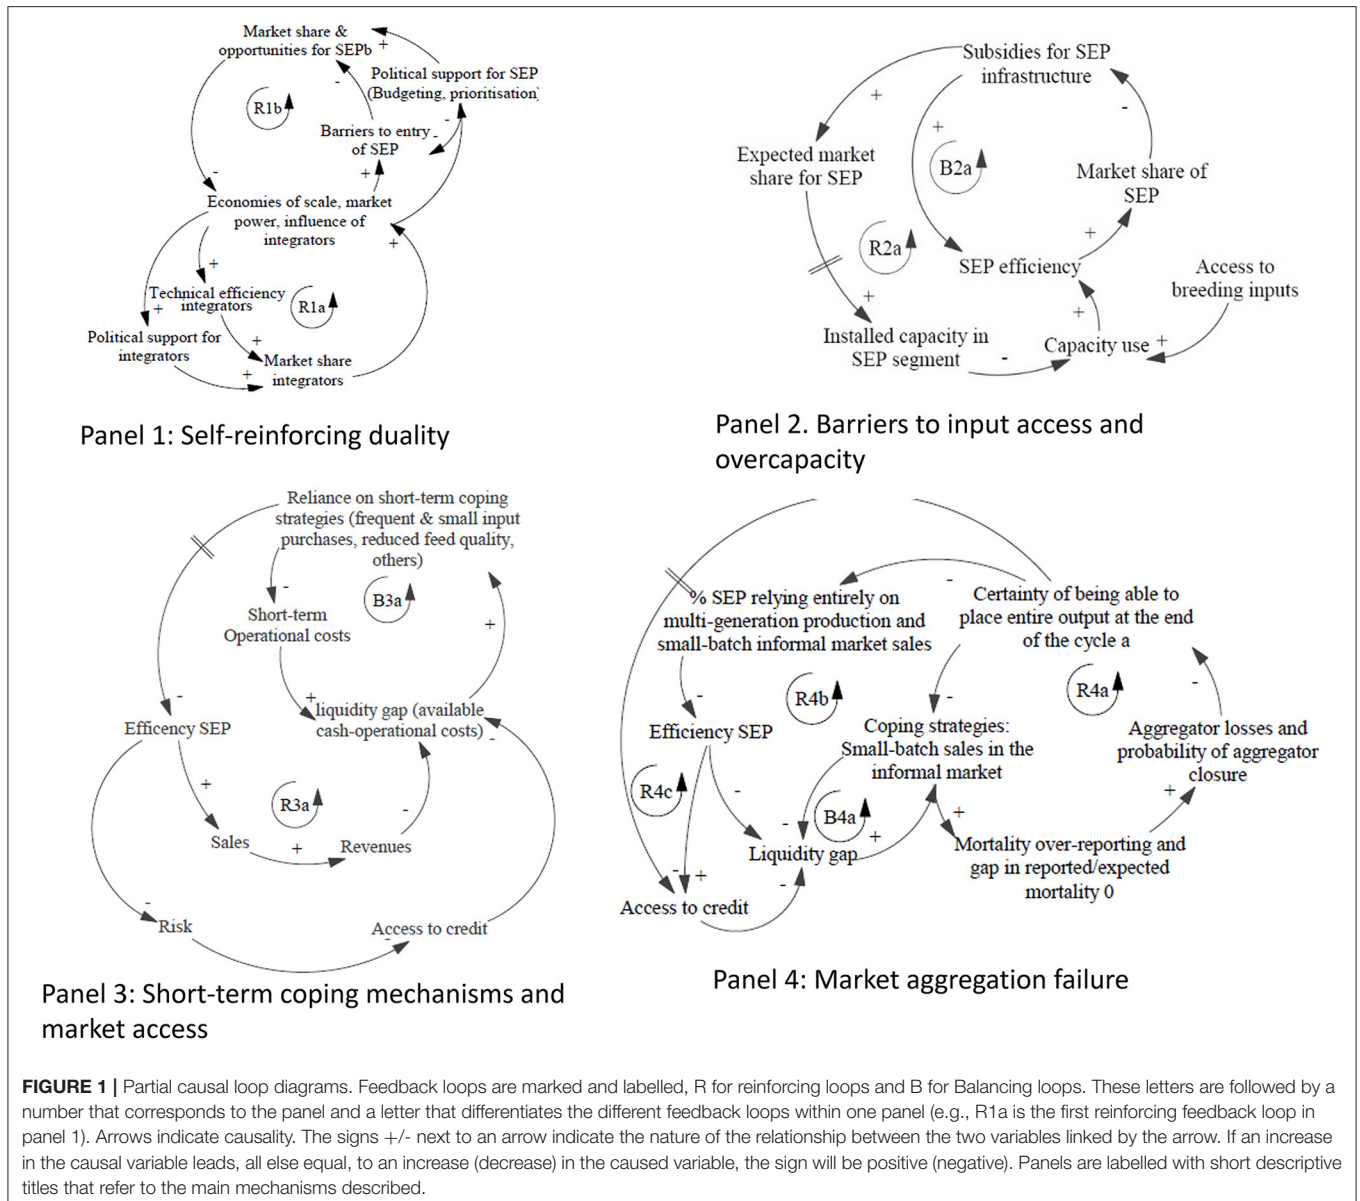 Market share &
opportunities for SEPb
+
Political support for SEP
(Budgeting, prioritisation)
-
R1b
-
Barriers to entry -
of SEP
+
-
Economies of scale, market
power, influence of
integrators
+
+
Technical efficiency
integrators
+
R1a
Political support for
integrators
+
Market share
integrators
+
Panel 1: Self-reinforcing duality
Subsidies for SEP
infrastructure
+
-
+
Expected market
share for SEP
B2a
Market share of
SEP
+
R2a
SEP efficiency
Access to
breeding inputs
+
+
Installed capacity in
SEP segment
-
Capacity use +
Panel 2. Barriers to input access and
overcapacity
Reliance on short-term coping
strategies (frequent & small input
purchases, reduced feed quality,
others)
-
B3a
Short-term
Operational costs
+
-
+
liquidity gap (available
cash-operational costs) -
Efficency SEP
+
R3a
-
Sales
+
Revenues
-
Risk
Access to credit
-
Panel 3: Short-term coping mechanisms and
market access
-
% SEP relying entirely on
multi-generation production and
small-batch informal market sales
Certainty of being able to
place entire output at the end
of the cycle a
-
R4b
-
R4a
-
Efficiency SEP
Coping strategies:
Small-batch sales in the
informal market
Aggregator losses and
probability of aggregator
closure
R4c
-
-
B4a
+
+
+
Liquidity gap
Mortality over-reporting and
gap in reported/expected
mortality 0
-
+
-
Access to credit
Panel 4: Market aggregation failure
FIGURE 1 | Partial causal loop diagrams. Feedback loops are marked and labelled, R for reinforcing loops and B for Balancing loops. These letters are followed by a
number that corresponds to the panel and a letter that differentiates the different feedback loops within one panel (e.g., R1a is the first reinforcing feedback loop in
panel 1). Arrows indicate causality. The signs +/- next to an arrow indicate the nature of the relationship between the two variables linked by the arrow. If an increase
in the causal variable leads, all else equal, to an increase (decrease) in the caused variable, the sign will be positive (negative). Panels are labelled with short descriptive
titles that refer to the main mechanisms described.